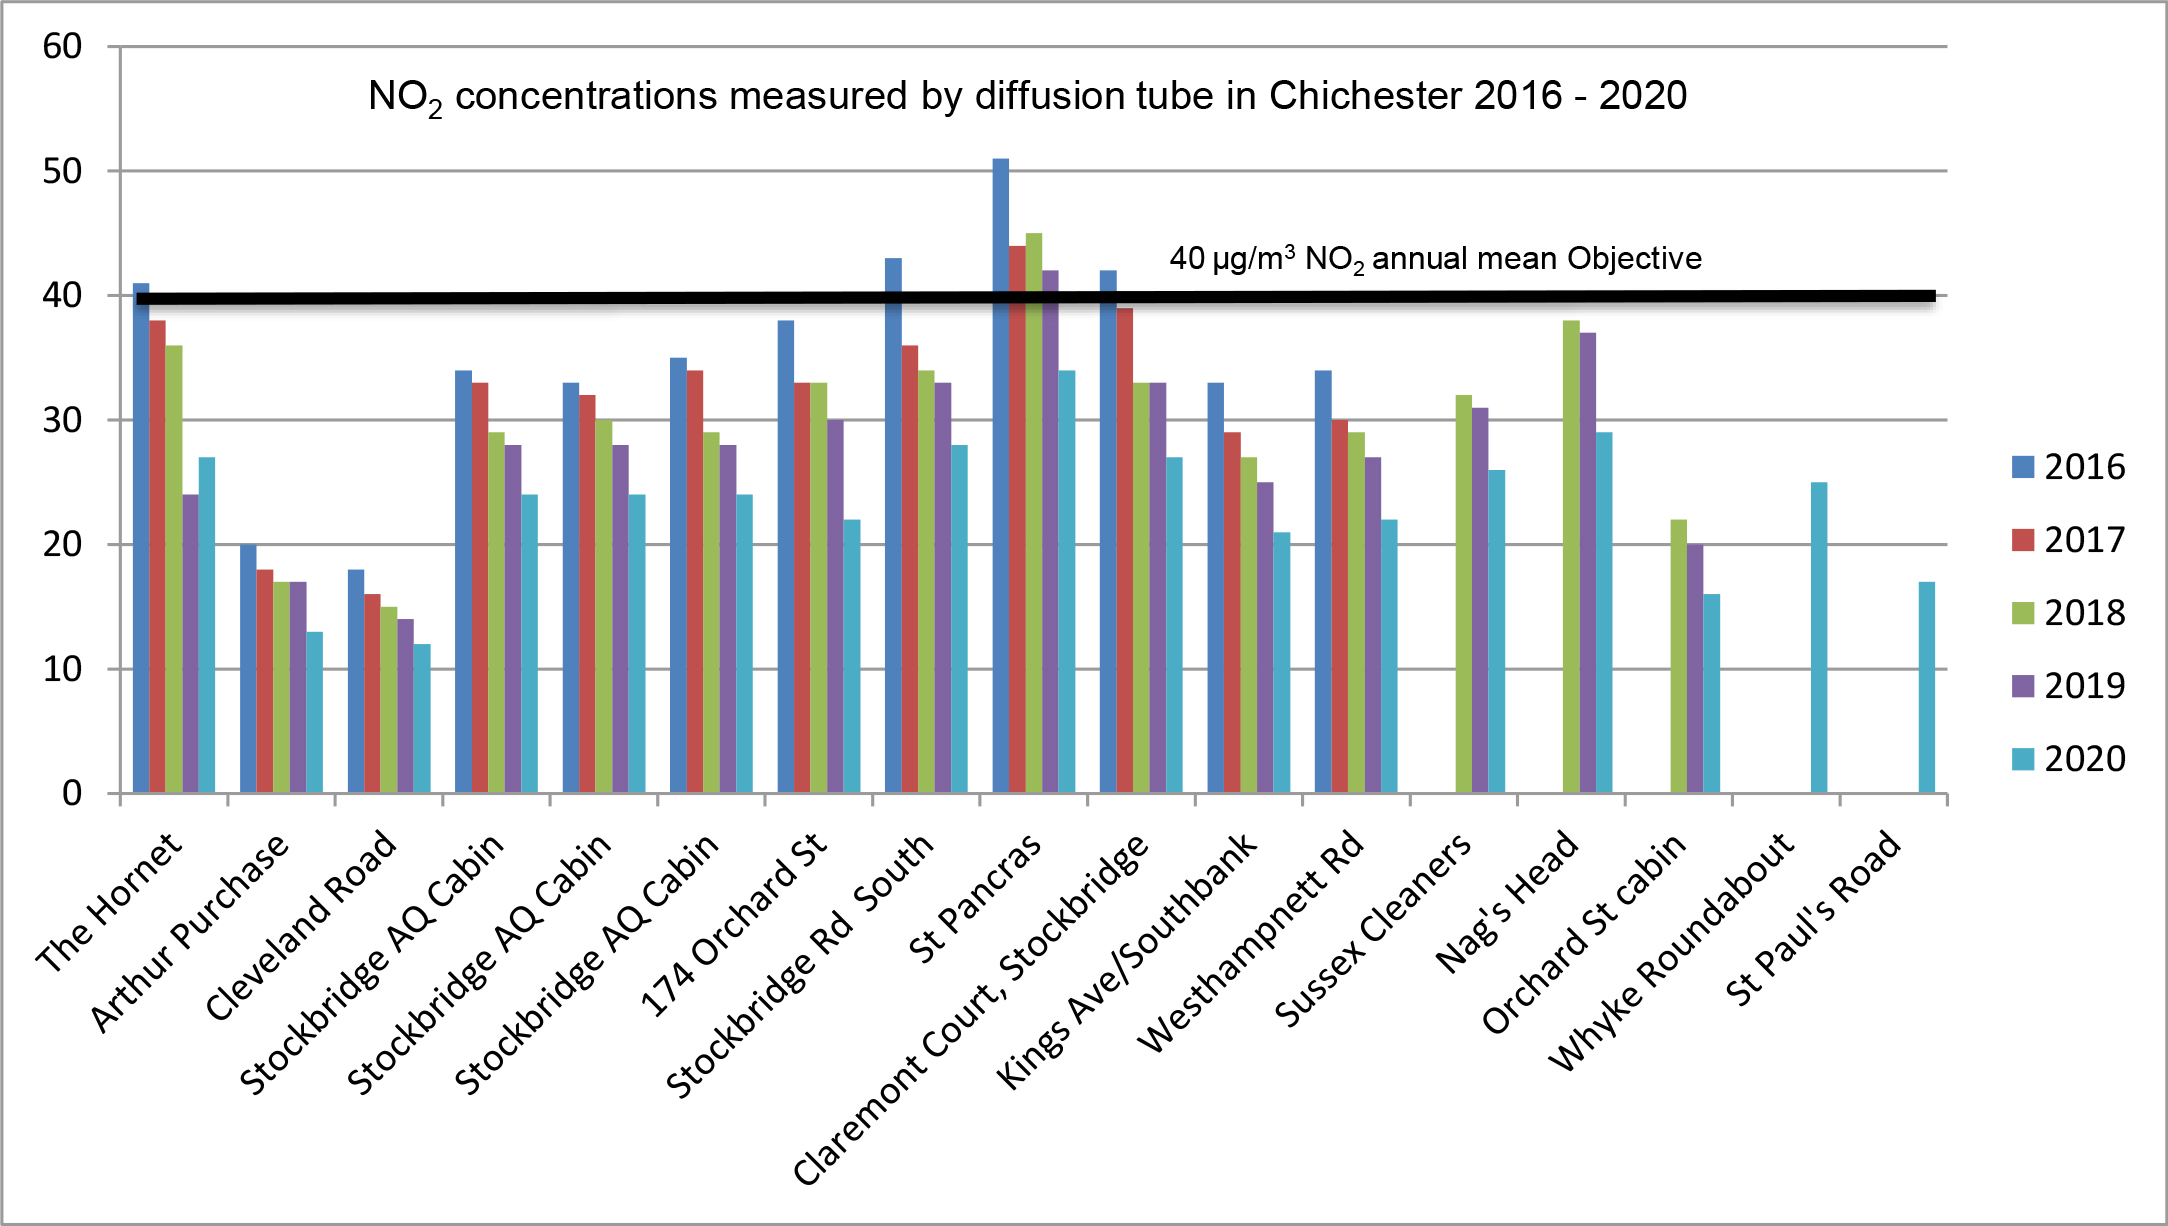 60
NO₂ concentrations measured by diffusion tube in Chichester 2016 - 2020
50
40 µg/m³ NO₂ annual mean Objective
40
30
20
10
0
2016
2017
2018
2019
2020
The Hornet
Arthur Purchase
Cleveland Road
Stockbridge AQ Cabin
Stockbridge AQ Cabin
Stockbridge AQ Cabin
174 Orchard St
Stockbridge Rd  South
St Pancras
Claremont Court, Stockbridge
Kings Ave/Southbank
Westhampnett Rd
Sussex Cleaners
Nag's Head
Orchard St cabin
Whyke Roundabout
St Paul's Road